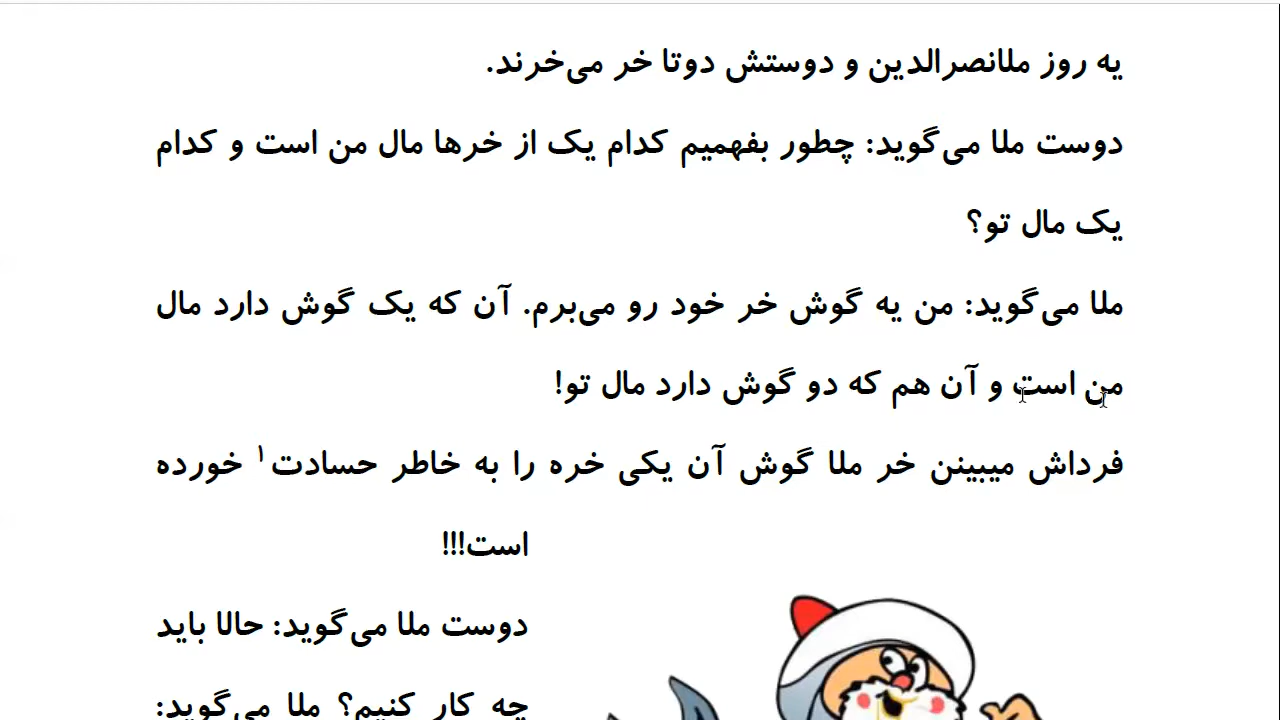 یه روز ملانصرالدین و دوستش دوتا خر می‌خرند.
دوست ملا می‌گوید: چطور بفهمیم کدام یک از خرها مال من است و کدام
یک مال تو؟
ملا می‌گوید: من یه گوش خر خود رو می‌برم. آن که یک گوش دارد مال
من است و آن هم که دو گوش دارد مال تو!
فرداش میبینن خر ملا گوش آن یکی خره را به خاطر حسادت۱ خورده
است!!!
دوست ملا می‌گوید: حالا باید
چه کار کنیم؟ ملا می‌گوید: